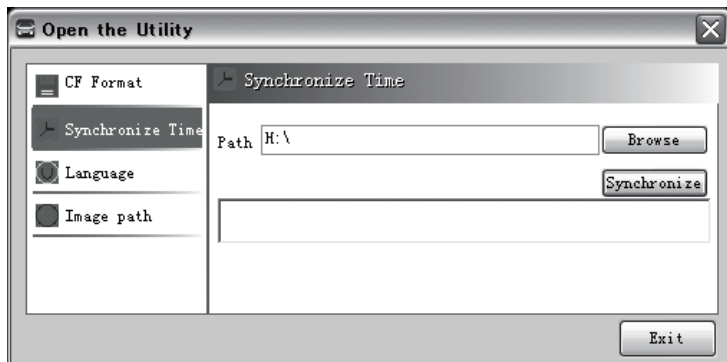 Open the Utility
CF Format
Synchronize Time
Language
Image path
Synchronize Time
Path H:\ Browse
Synchronize
Exit